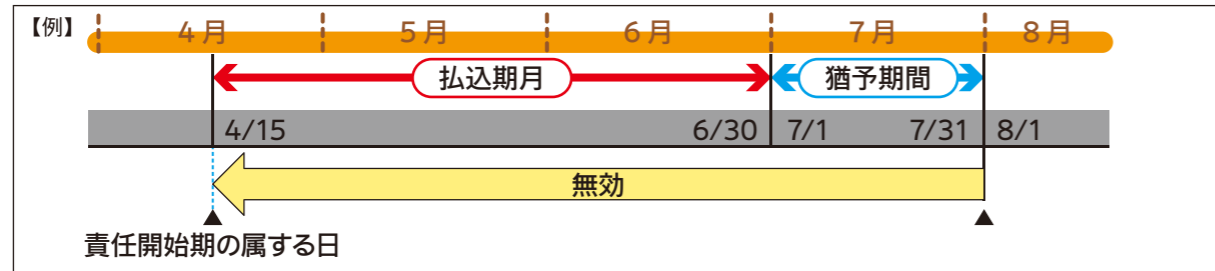 【例】
4月 5月 6月 7月 8月
払込期月 猶予期間
4/15 6/30 7/1 7/31 8/1
無効
▲ ▲
責任開始期の属する日